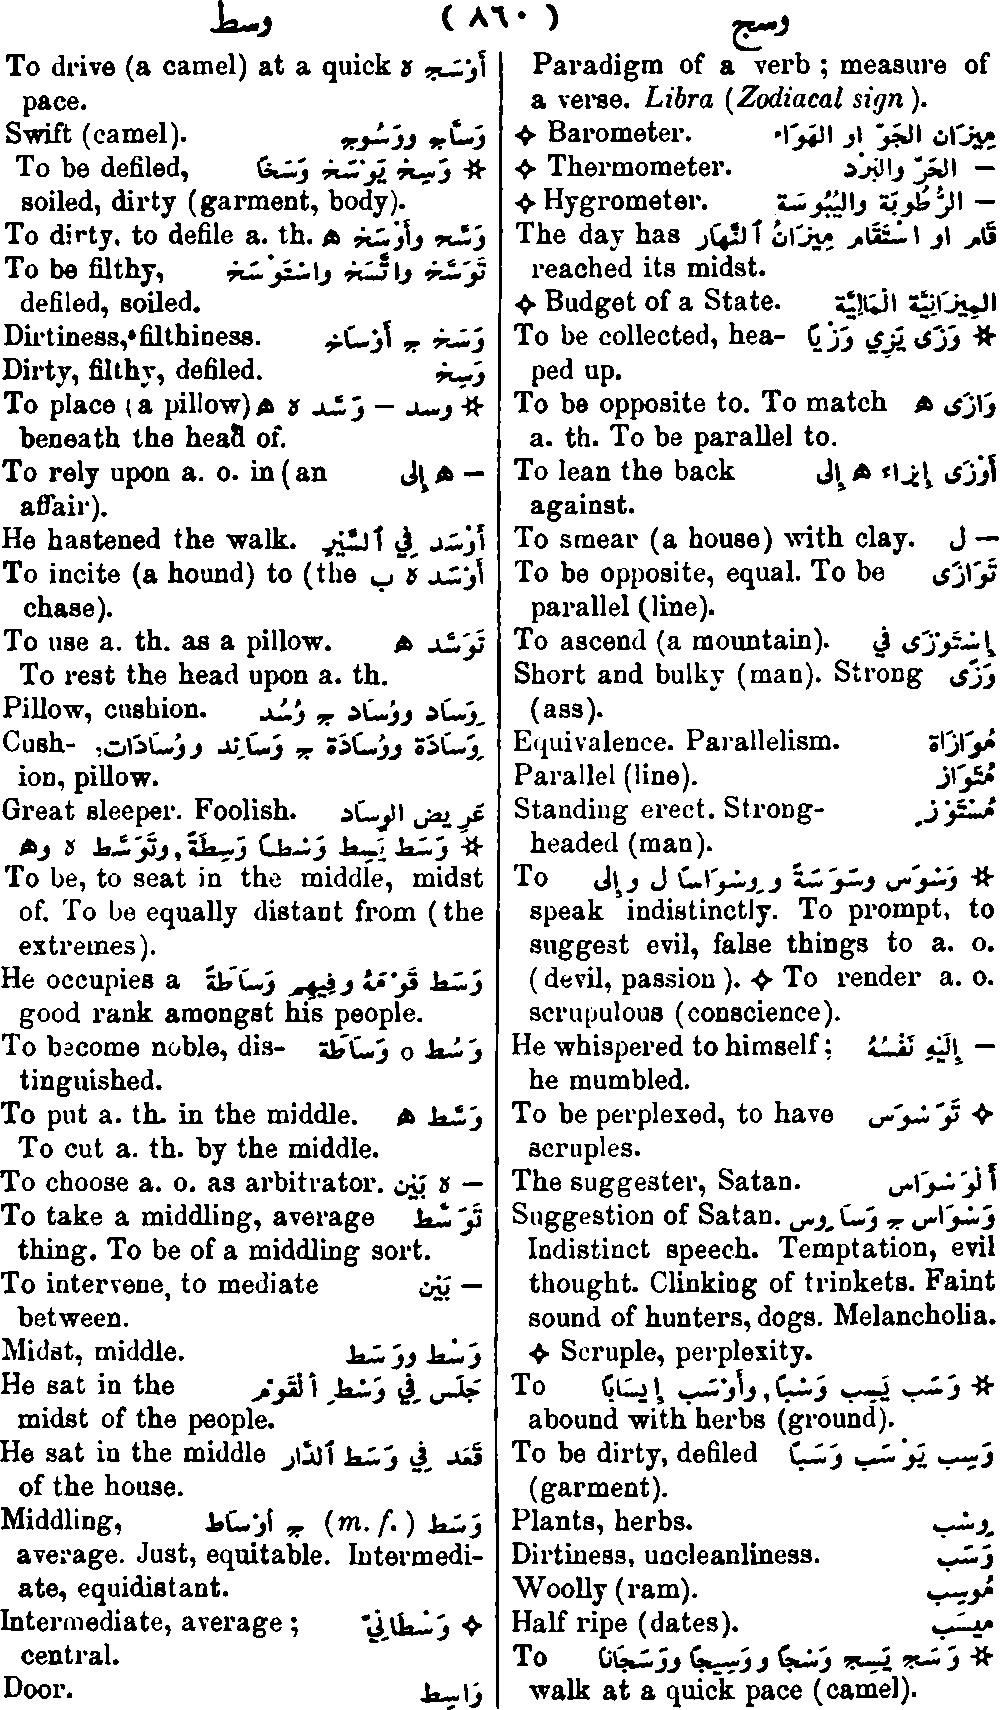 وسط ( ٨٦٠ ) وسج
Paradigm of a verb ; measure of
a verse. Libra (Zodiacal sign ).
✧ Barometer. مِيزَان الجَوّ او الهَوَاء
✧ Thermometer. — الحَرّ والبَرْد
✧ Hygrometer. — الرُّطُوبَة واليُبُوسَة
The day has قَام او اسْتَقَام مِيزَانُ ٱلنَّهَار
reached its midst.
✧ Budget of a State. المِيزَانِيَّة المَالِيَّة
To be collected, hea- * وَزَى يَزِي وَزْيًا
ped up.
To be opposite to. To match وَازَى ه
a. th. To be parallel to.
To lean the back أَوْزَى إِيزاء ه إِلى
against.
To smear (a house) with clay. — ل
To be opposite, equal. To be تَوَازَى
parallel (line).
To ascend (a mountain). إِسْتَوْزَى في
Short and bulky (man). Strong وَزًى
(ass).
Equivalence. Parallelism. مُوَازَاة
Parallel (line). مُتَوَازٍ
Standing erect. Strong- مُسْتَوْزٍ
headed (man).
To * وَسْوَس وَسْوَسَةً و وِسْوَاسًا ل و إِلى
speak indistinctly. To prompt, to
suggest evil, false things to a. o.
(devil, passion ). ✧ To render a. o.
scrupulous (conscience).
He whispered to himself ; — إِلَيْهِ نَفْسُهُ
he mumbled.
To be perplexed, to have ✧ تَوَسْوَس
scruples.
The suggester, Satan. أَلْوَسْوَاس
Suggestion of Satan. وَسْوَاس ج وَسَاوِس
Indistinct speech. Temptation, evil
thought. Clinking of trinkets. Faint
sound of hunters, dogs. Melancholia.
✧ Scruple, perplexity.
To * وَسَب يَسِب وَسْبًا, وأَوْسَب إِيسَابًا
abound with herbs (ground).
To be dirty, defiled وَسِب يَوْسَب وَسَبًا
(garment).
Plants, herbs. وِسْب
Dirtiness, uncleanliness. وَسَب
Woolly (ram). مُوسِب
Half ripe (dates). مِيسَب
To * وَسَج يَسِج وَسْجًا و وَسِيجًا ووَسَجَانًا
walk at a quick pace (camel).
To drive (a camel) at a quick أَوْسَج ه
pace.
Swift (camel). وَسَّاج ووَسُوج
To be defiled, * وَسِخ يَوْسَخ وَسَخًا
soiled, dirty (garment, body).
To dirty, to defile a. th. وَسَّخ وأَوْسَخ ه
To be filthy, تَوَسَّخ واتَّسَخ واسْتَوْسَخ
defiled, soiled.
Dirtiness, filthiness. وَسَخ ج أَوْسَاخ
Dirty, filthy, defiled. وَسِخ
To place (a pillow) * وسد — وَسَّد ه ه
beneath the head of.
To rely upon a. o. in (an — ه إِلى
affair).
He hastened the walk. أَوْسَد فِي ٱلسَّيْر
To incite (a hound) to (the أَوْسَد ه ب
chase).
To use a. th. as a pillow. تَوَسَّد ه
To rest the head upon a. th.
Pillow, cushion. وِسَاد ووُسَاد ج وُسُد
Cush- وِسَادَة ووُسَادَة ج وَسَائِد و وُسَادَات
ion, pillow.
Great sleeper. Foolish. عَرِيض الوِسَاد
* وَسَط يَسِط وَسْطًا وَسِطَةً, وتَوَسَّط ه وه
To be, to seat in the middle, midst
of. To be equally distant from (the
extremes).
He occupies a وَسَط قَوْمَهُ وفِيهِم وَسَاطَةً
good rank amongst his people.
To become noble, dis- وَسُط o وَسَاطَة
tinguished.
To put a. th. in the middle. وَسَّط ه
To cut a. th. by the middle.
To choose a. o. as arbitrator. — ه بَيْن
To take a middling, average تَوَسَّط
thing. To be of a middling sort.
To intervene, to mediate — بَيْن
between.
Midst, middle. وَسْط ووَسَط
He sat in the جَلَس فِي وَسْطِ ٱلْقَوْم
midst of the people.
He sat in the middle قَعَد فِي وَسَط ٱلدَّار
of the house.
Middling, وَسَط (m. f.) ج أَوْسَاط
average. Just, equitable. Intermedi-
ate, equidistant.
Intermediate, average ; ✧ وَسْطَانِيّ
central.
Door. وَاسِط